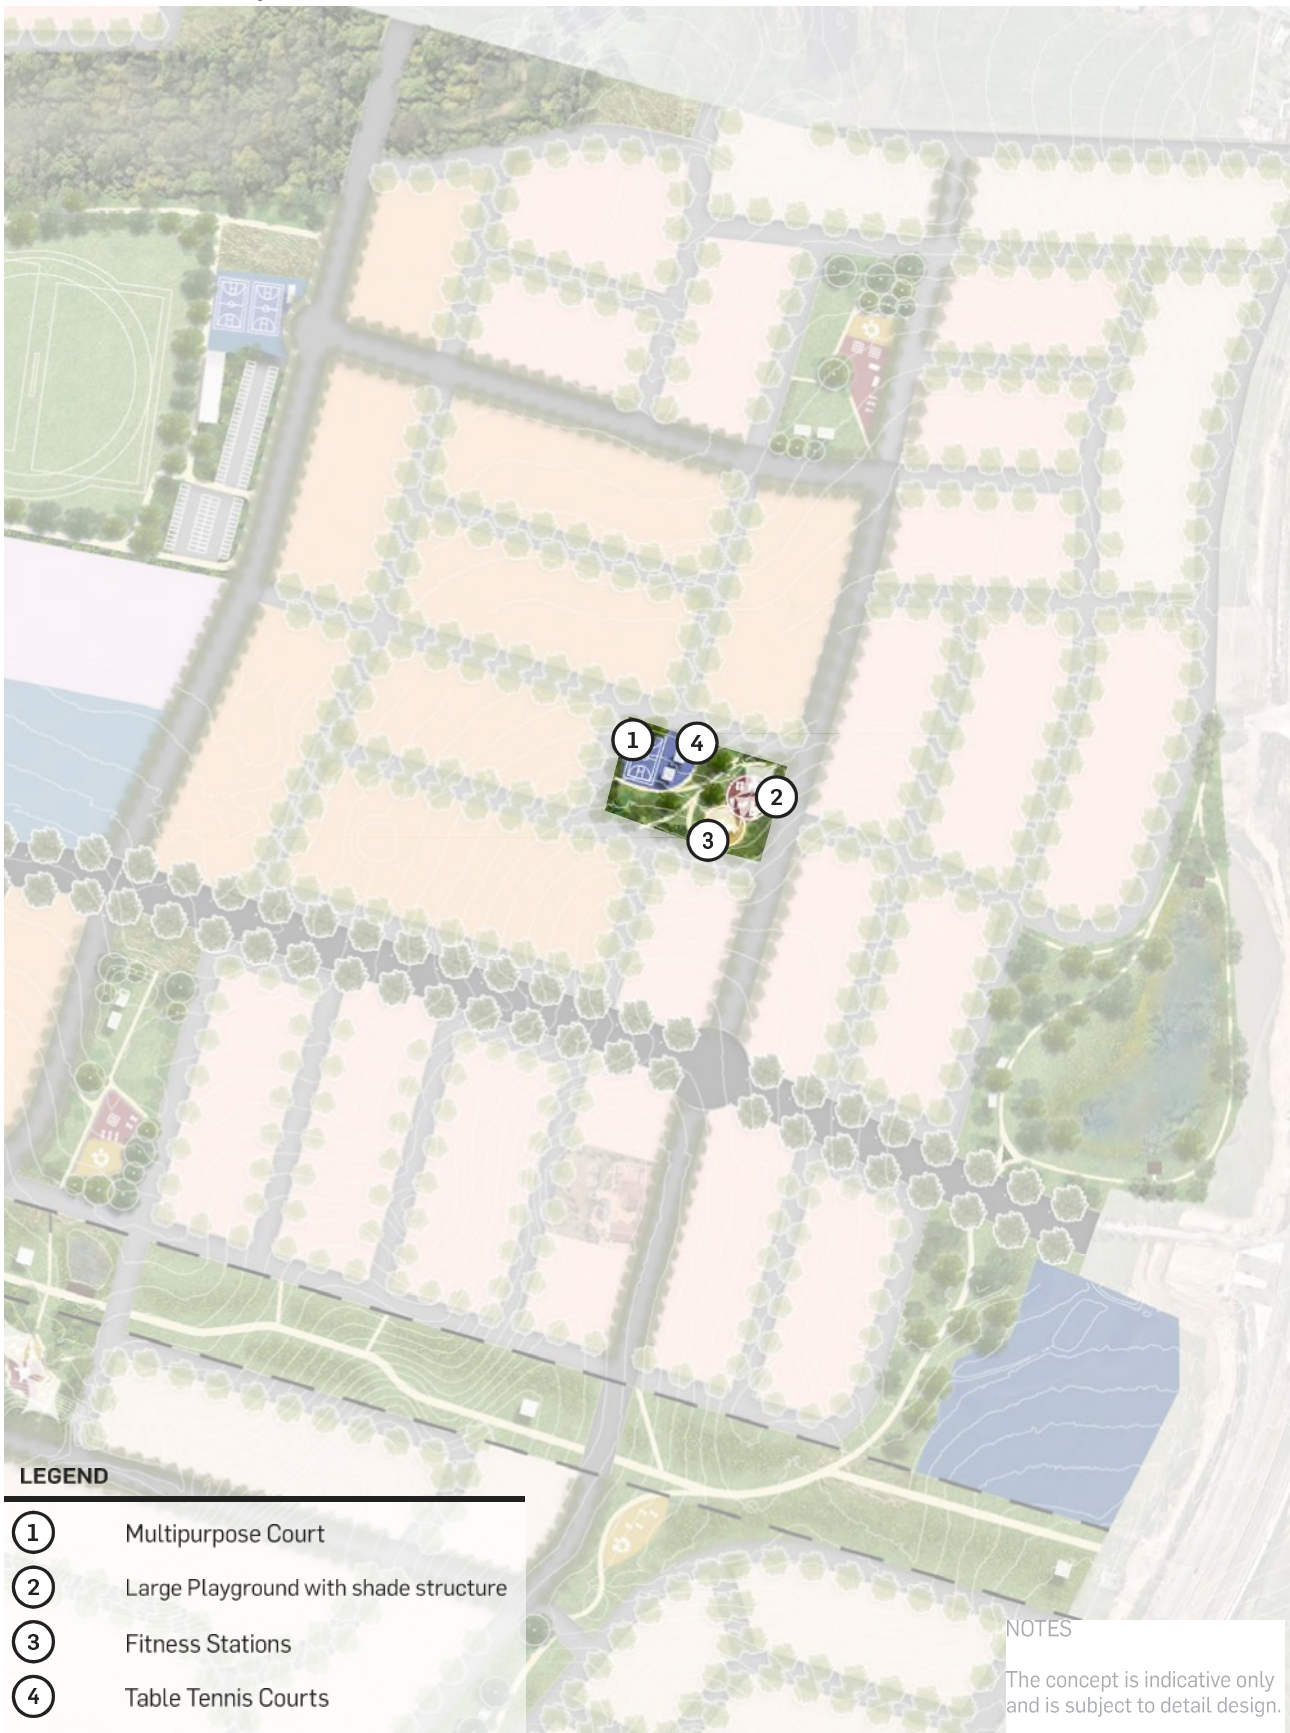 1
4
2
3
LEGEND
1 Multipurpose Court
2 Large Playground with shade structure
3 Fitness Stations
4 Table Tennis Courts
NOTES
The concept is indicative only
and is subject to detail design.